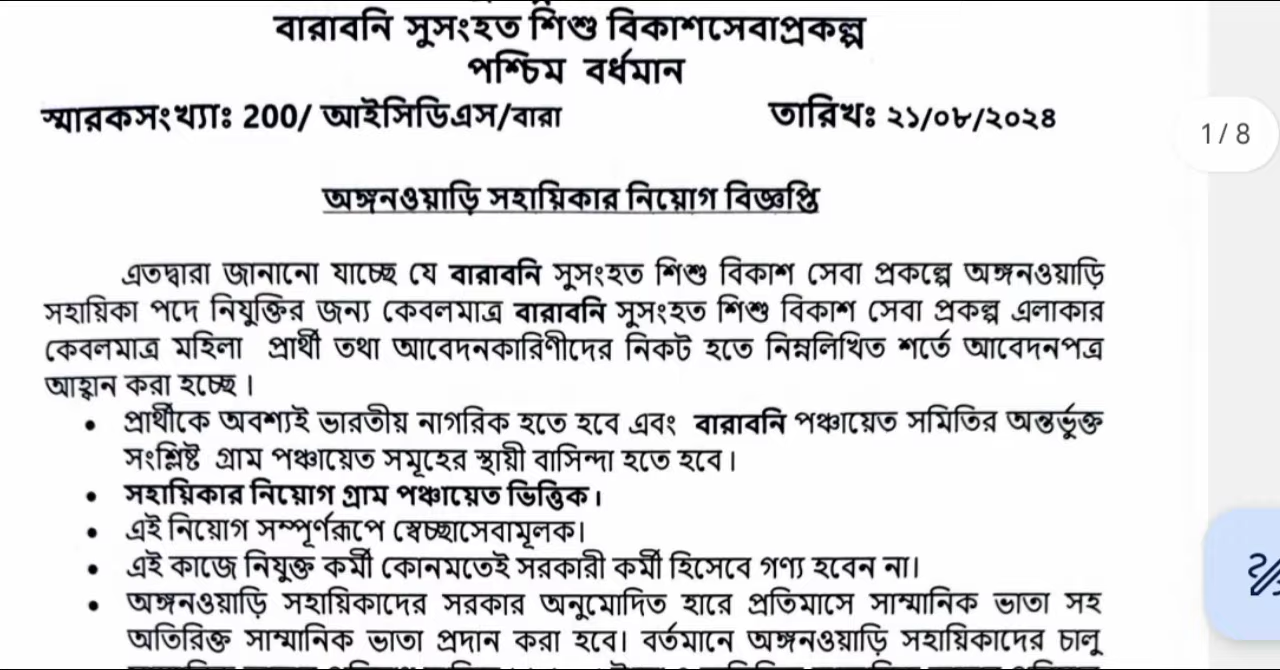 বারাবনি সুসংহত শিশু বিকাশসেবাপ্রকল্প
পশ্চিম বর্ধমান
স্মারকসংখ্যাঃ 200/ আইসিডিএস/বারা তারিখঃ ২১/০৮/২০২৪
1 / 8
অঙ্গনওয়াড়ি সহায়িকার নিয়োগ বিজ্ঞপ্তি
এতদ্বারা জানানো যাচ্ছে যে বারাবনি সুসংহত শিশু বিকাশ সেবা প্রকল্পে অঙ্গনওয়াড়ি
সহায়িকা পদে নিযুক্তির জন্য কেবলমাত্র বারাবনি সুসংহত শিশু বিকাশ সেবা প্রকল্প এলাকার
কেবলমাত্র মহিলা প্রার্থী তথা আবেদনকারিণীদের নিকট হতে নিম্নলিখিত শর্তে আবেদনপত্র
আহ্বান করা হচ্ছে ।
• প্রার্থীকে অবশ্যই ভারতীয় নাগরিক হতে হবে এবং বারাবনি পঞ্চায়েত সমিতির অন্তর্ভুক্ত
সংশ্লিষ্ট গ্রাম পঞ্চায়েত সমূহের স্থায়ী বাসিন্দা হতে হবে।
• সহায়িকার নিয়োগ গ্রাম পঞ্চায়েত ভিত্তিক।
• এই নিয়োগ সম্পূর্ণরূপে স্বেচ্ছাসেবামূলক।
• এই কাজে নিযুক্ত কর্মী কোনমতেই সরকারী কর্মী হিসেবে গণ্য হবেন না।
• অঙ্গনওয়াড়ি সহায়িকাদের সরকার অনুমোদিত হারে প্রতিমাসে সাম্মানিক ভাতা সহ
অতিরিক্ত সাম্মানিক ভাতা প্রদান করা হবে। বর্তমানে অঙ্গনওয়াড়ি সহায়িকাদের চালু